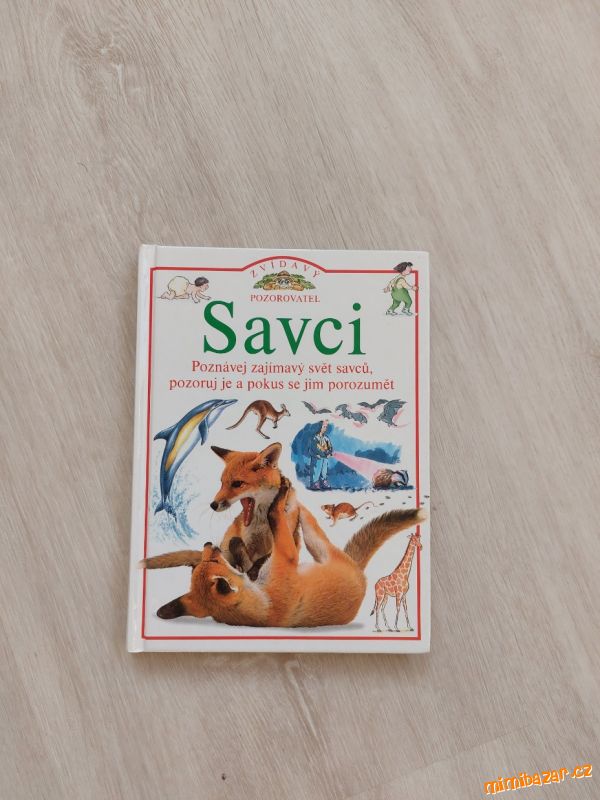 ZVÍDAVÝ
POZOROVATEL
Savci
Poznávej zajímavý svět savců,
pozoruj je a pokus se jim porozumět
mimibazar.cz